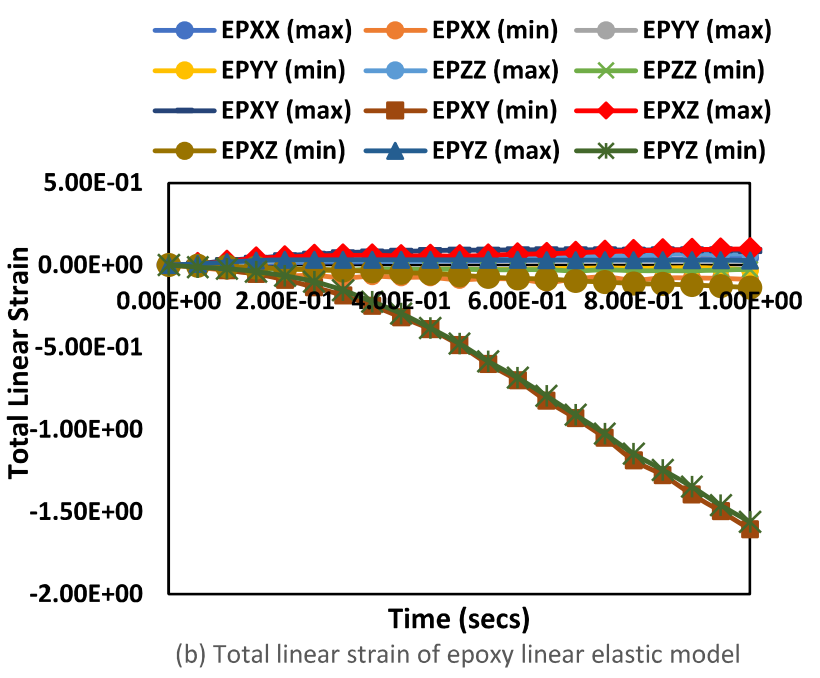 EPXX (max) EPXX (min) EPYY (max)
EPYY (min) EPZZ (max) EPZZ (min)
EPXY (max) EPXY (min) EPXZ (max)
EPXZ (min) EPYZ (max) EPYZ (min)
5.00E-01
0.00E+00
0.00E+00 2.00E-01 4.00E-01 6.00E-01 8.00E-01 1.00E+00
-5.00E-01
-1.00E+00
-1.50E+00
-2.00E+00
Total Linear Strain
Time (secs)
(b) Total linear strain of epoxy linear elastic model